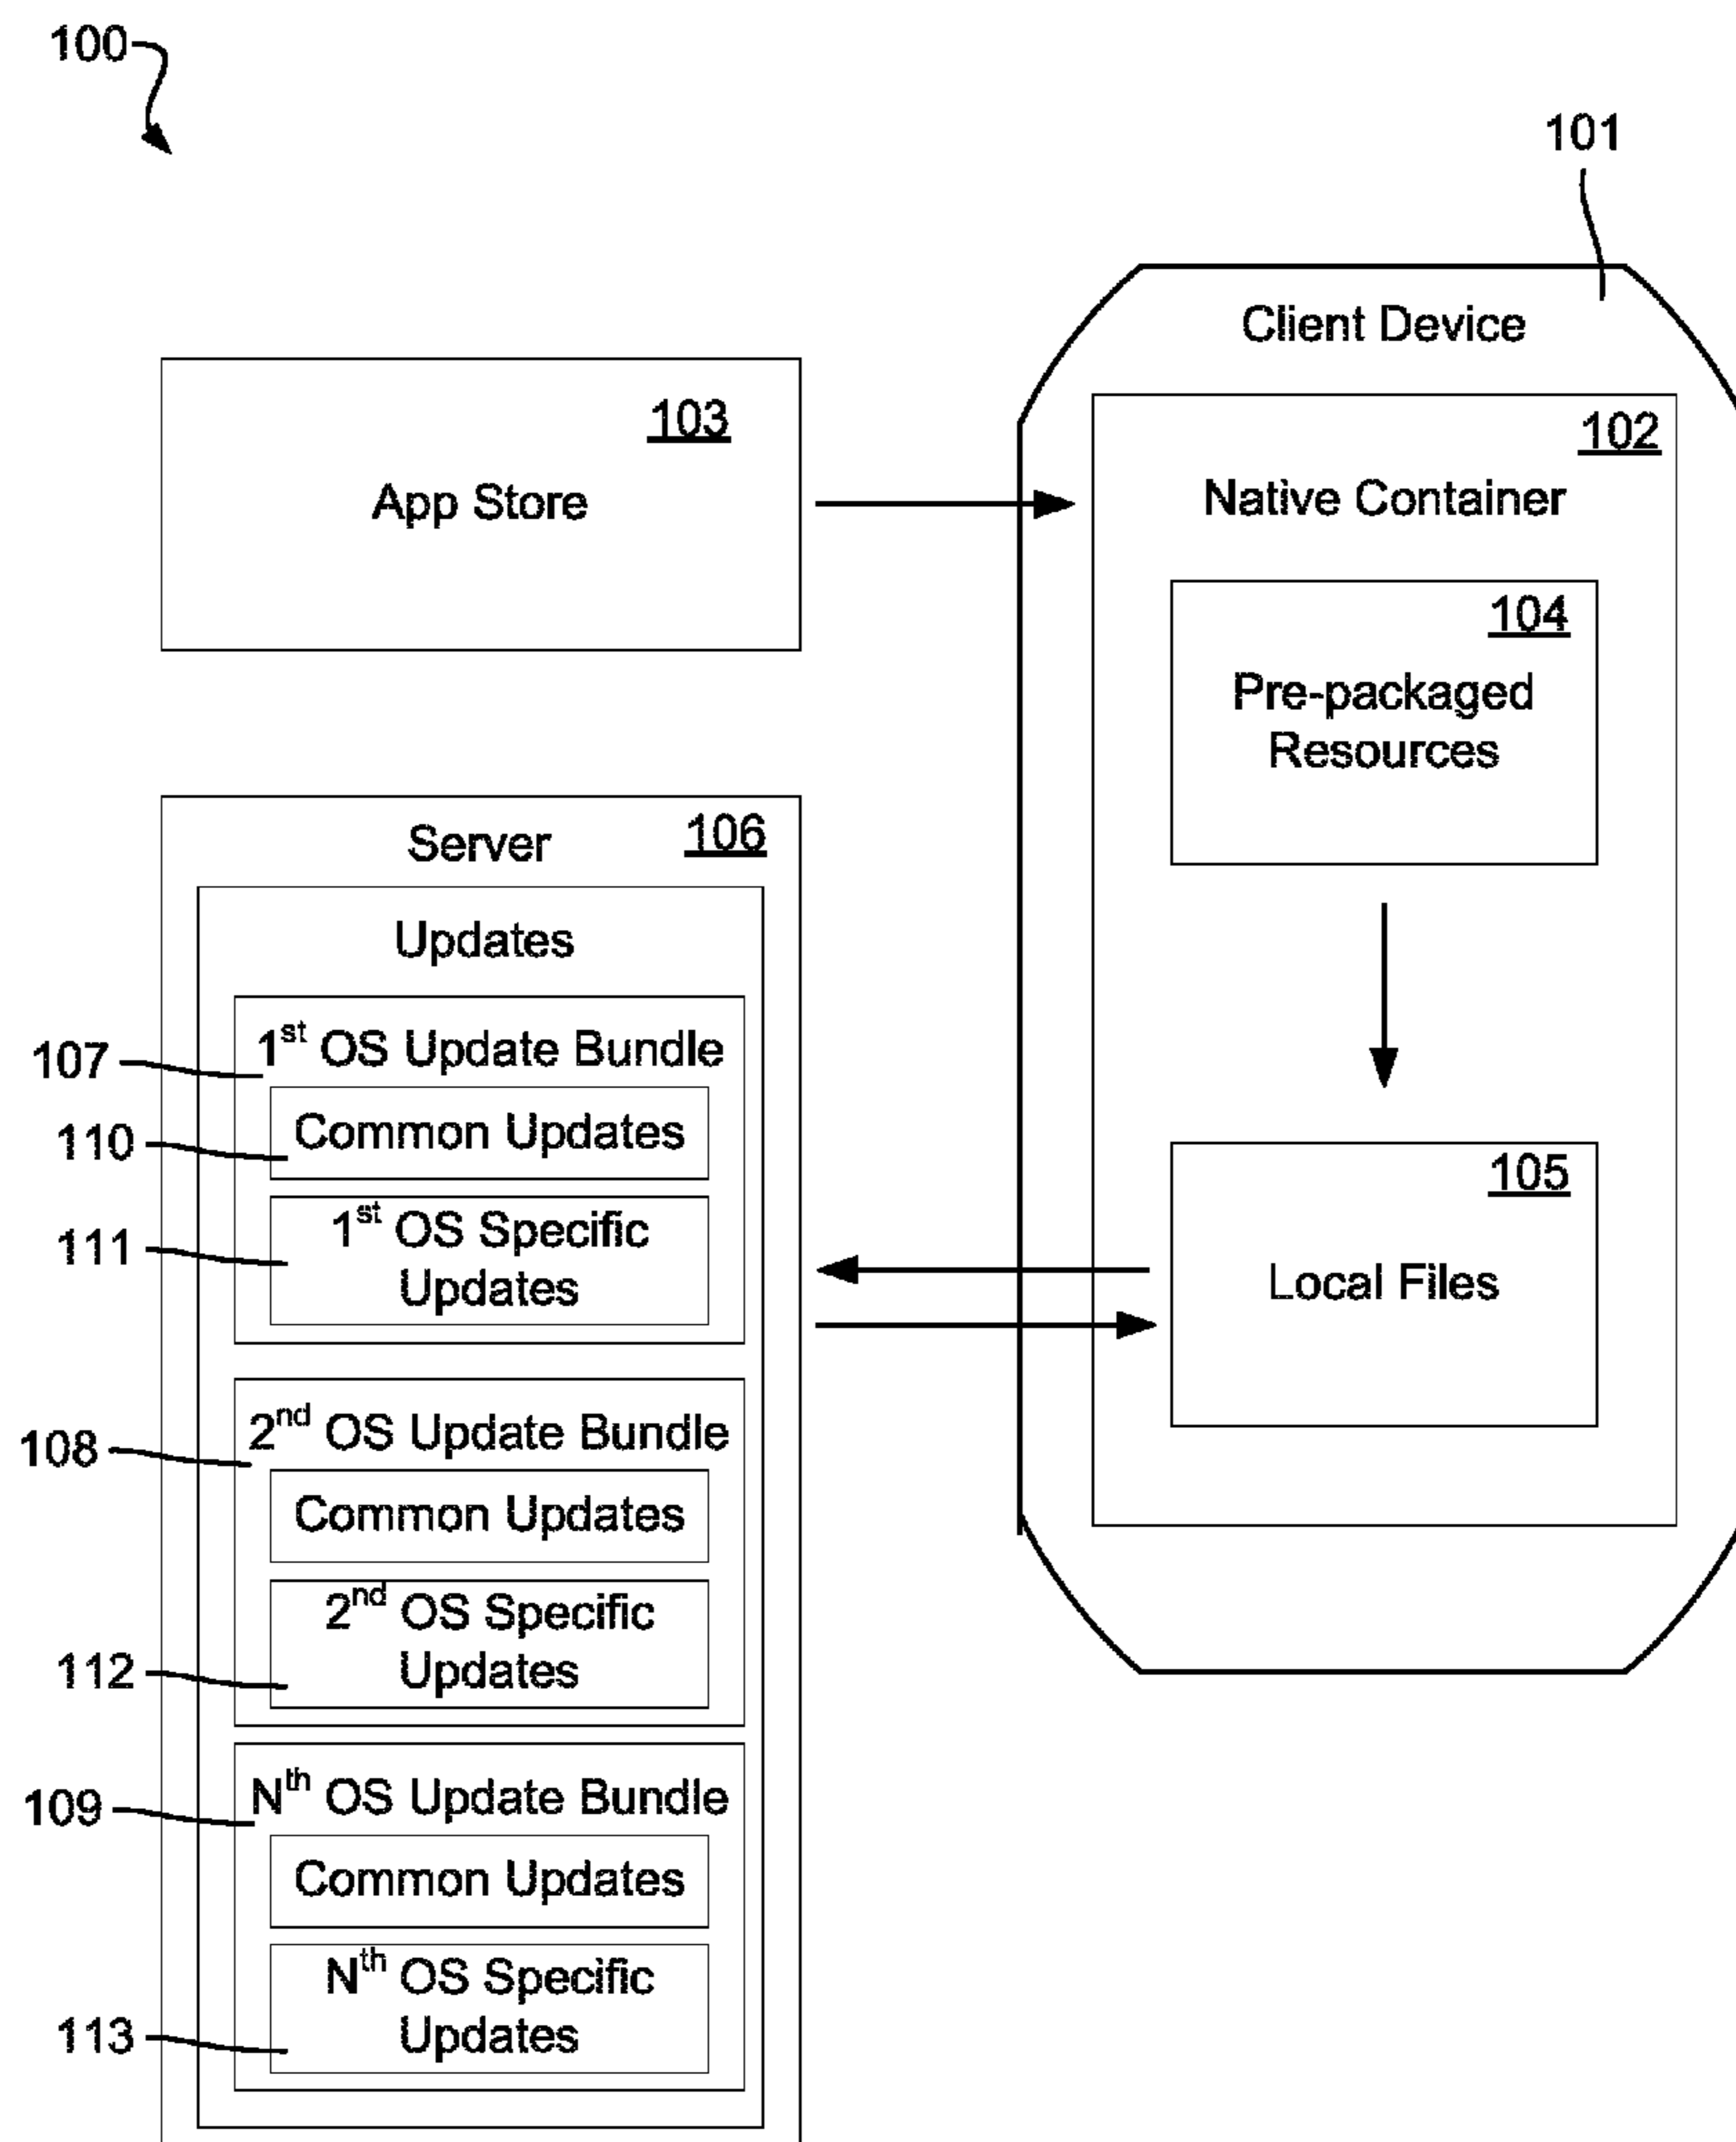 100
101
Client Device
103
App Store
102
Native Container
104
Pre-packaged
Resources
105
Local Files
Server
106
Updates
107
1st OS Update Bundle
110
Common Updates
111
1st OS Specific
Updates
108
2nd OS Update Bundle
Common Updates
112
2nd OS Specific
Updates
109
Nth OS Update Bundle
Common Updates
113
Nth OS Specific
Updates